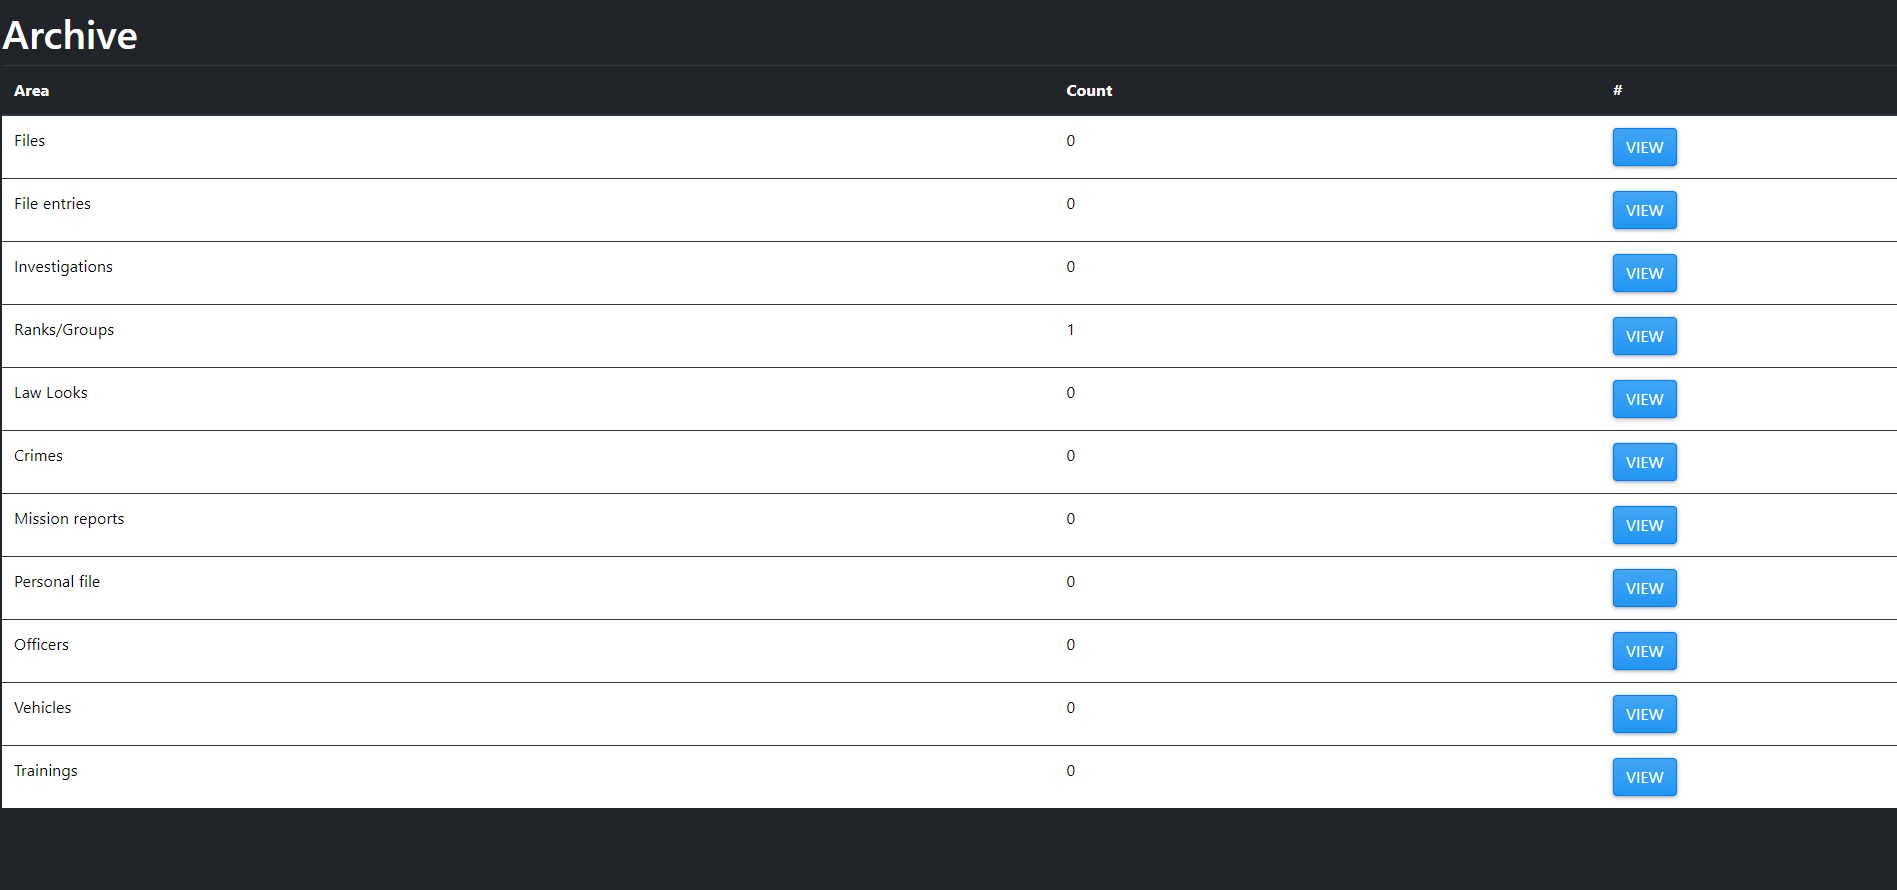 Archive
Area Count #
Files 0 VIEW
File entries 0 VIEW
Investigations 0 VIEW
Ranks/Groups 1 VIEW
Law Looks 0 VIEW
Crimes 0 VIEW
Mission reports 0 VIEW
Personal file 0 VIEW
Officers 0 VIEW
Vehicles 0 VIEW
Trainings 0 VIEW